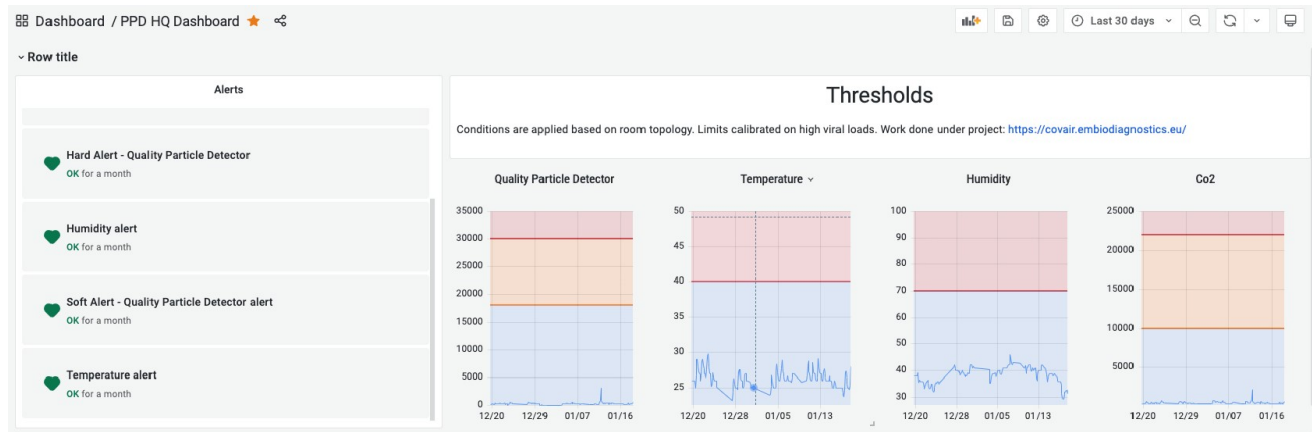 Dashboard / PPD HQ Dashboard
Last 30 days
Row title
Alerts
Hard Alert - Quality Particle Detector
OK for a month
Humidity alert
OK for a month
Soft Alert - Quality Particle Detector alert
OK for a month
Temperature alert
OK for a month
Thresholds
Conditions are applied based on room topology. Limits calibrated on high viral loads. Work done under project: https://covair.embiodiagnostics.eu/
Quality Particle Detector
35000
30000
25000
20000
15000
10000
5000
0
12/20 12/29 01/07 01/16
Temperature
50
45
40
35
30
25
12/20 12/28 01/05 01/13
Humidity
100
90
80
70
60
50
40
30
12/20 12/28 01/05 01/13
Co2
25000
20000
15000
10000
5000
12/20 12/29 01/07 01/16